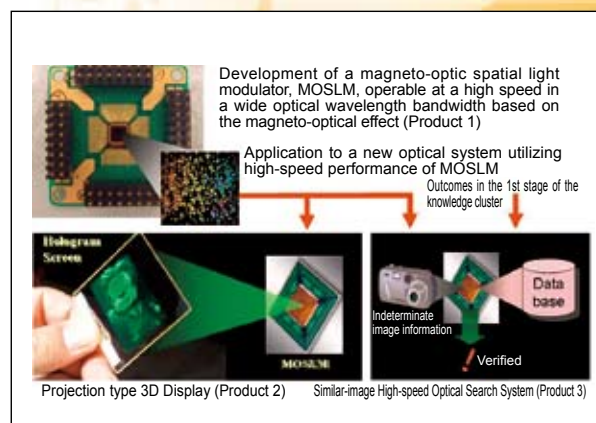 Development of a magneto-optic spatial light
modulator, MOSLM, operable at a high speed in
a wide optical wavelength bandwidth based on
the magneto-optical effect (Product 1)
Application to a new optical system utilizing
high-speed performance of MOSLM
Outcomes in the 1st stage of the
knowledge cluster
Hologram
Screen
MOSLM
Indeterminate
image information
Data
base
Verified
Projection type 3D Display (Product 2)
Similar-image High-speed Optical Search System (Product 3)